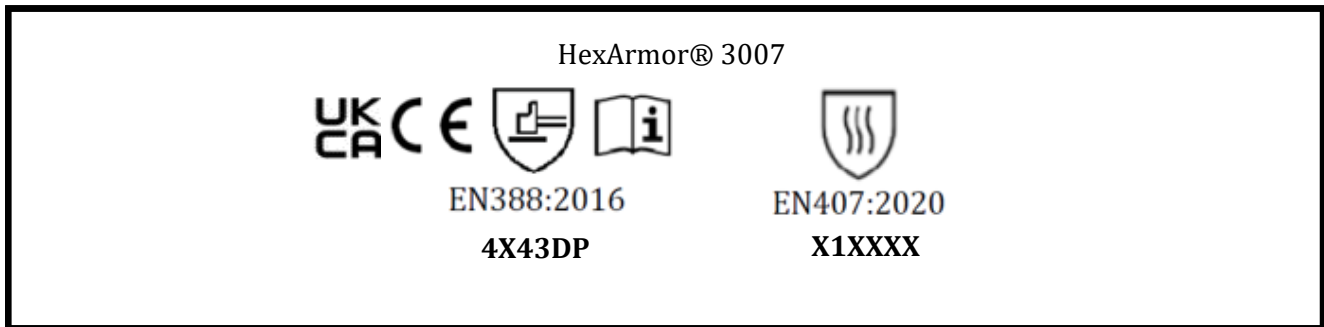 HexArmor® 3007
UK
CA CE i
EN388:2016
EN407:2020
4X43DP
X1XXXX